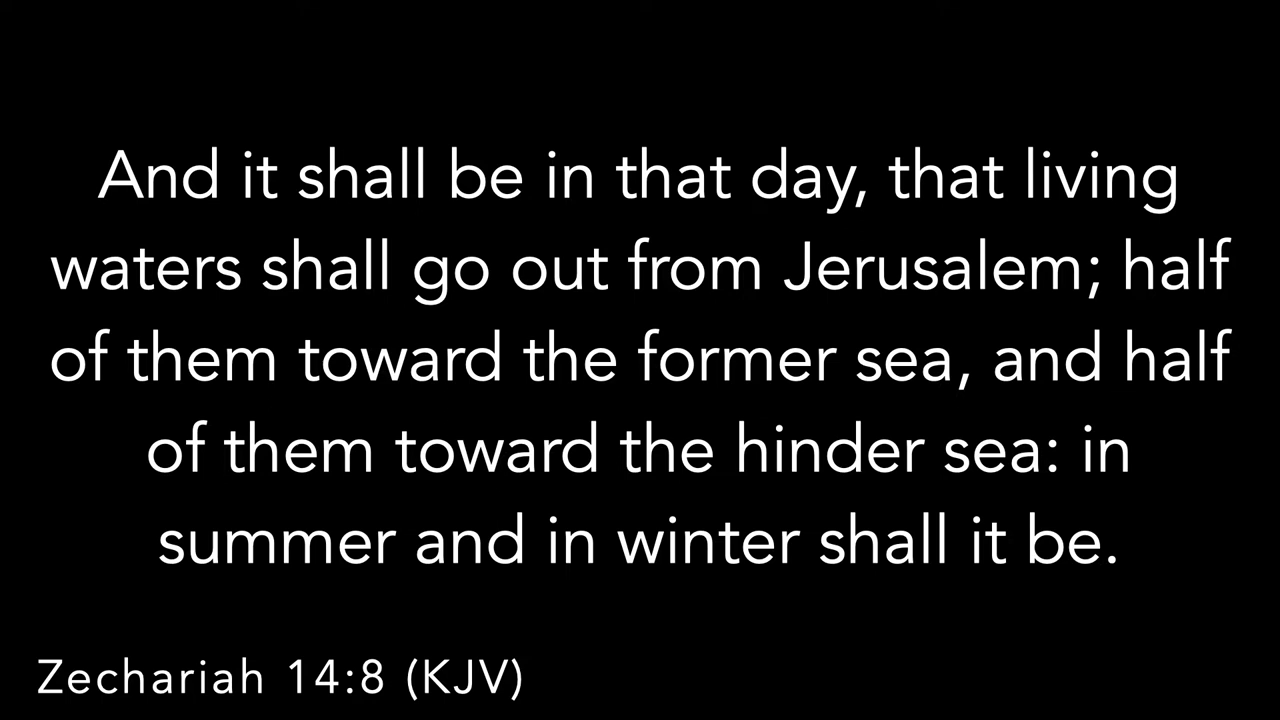 And it shall be in that day, that living
waters shall go out from Jerusalem; half
of them toward the former sea, and half
of them toward the hinder sea: in
summer and in winter shall it be.
Zechariah 14:8 (KJV)